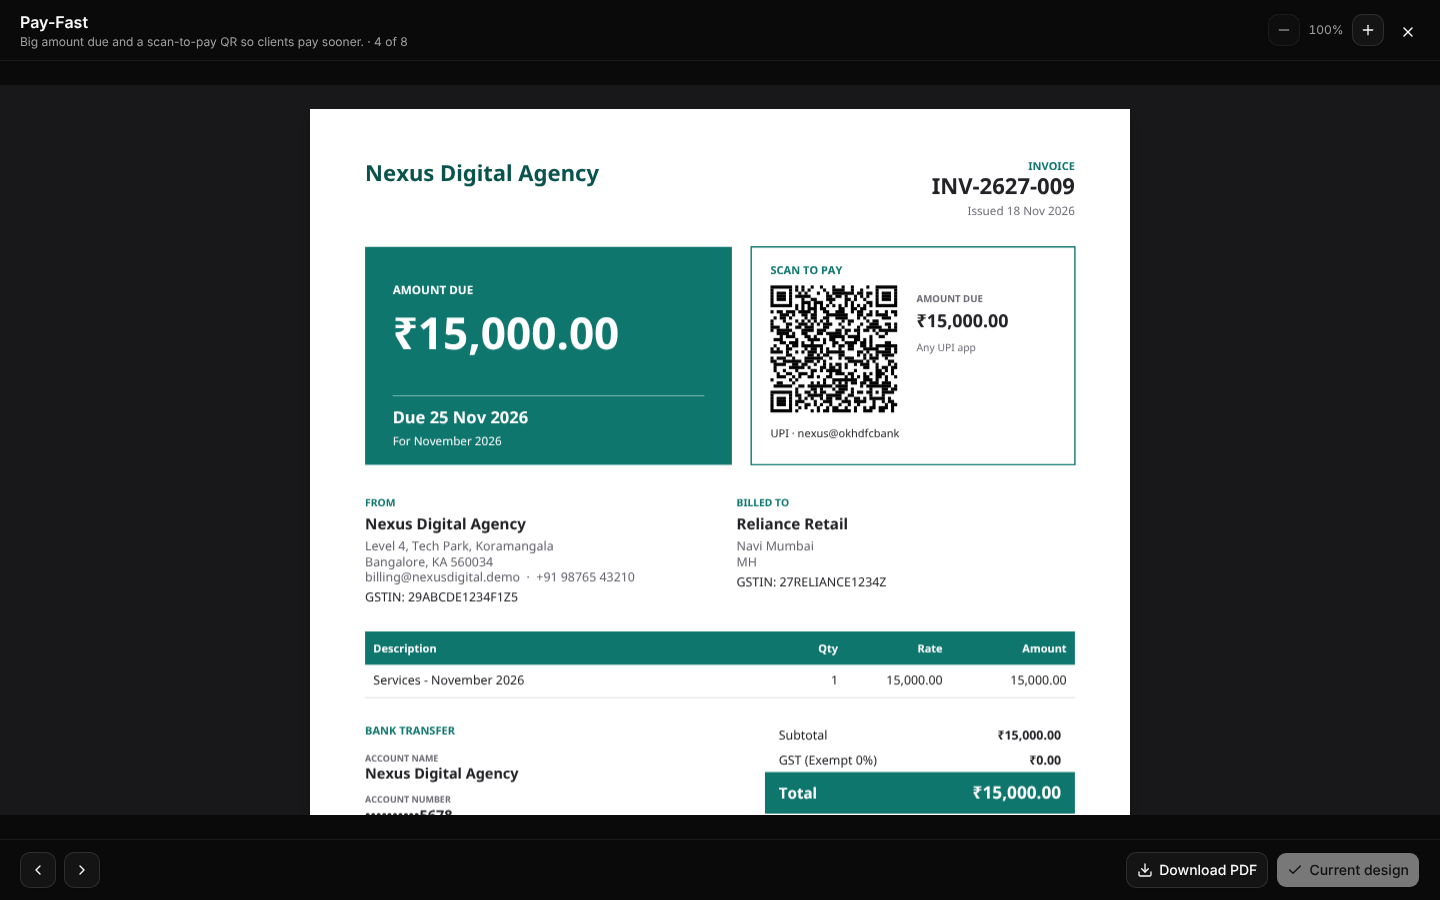 Pay-Fast
Big amount due and a scan-to-pay QR so clients pay sooner. · 4 of 8
100%
Nexus Digital Agency
INVOICE
INV-2627-009
Issued 18 Nov 2026
AMOUNT DUE
₹15,000.00
Due 25 Nov 2026
For November 2026
SCAN TO PAY
AMOUNT DUE
₹15,000.00
Any UPI app
UPI · nexus@okhdfcbank
FROM
Nexus Digital Agency
Level 4, Tech Park, Koramangala
Bangalore, KA 560034
billing@nexusdigital.demo · +91 98765 43210
GSTIN: 29ABCDE1234F1Z5
BILLED TO
Reliance Retail
Navi Mumbai
MH
GSTIN: 27RELIANCE1234Z
Description Qty Rate Amount
Services - November 2026 1 15,000.00 15,000.00
BANK TRANSFER
ACCOUNT NAME
Nexus Digital Agency
ACCOUNT NUMBER
Subtotal ₹15,000.00
GST (Exempt 0%) ₹0.00
Total ₹15,000.00
Download PDF
Current design